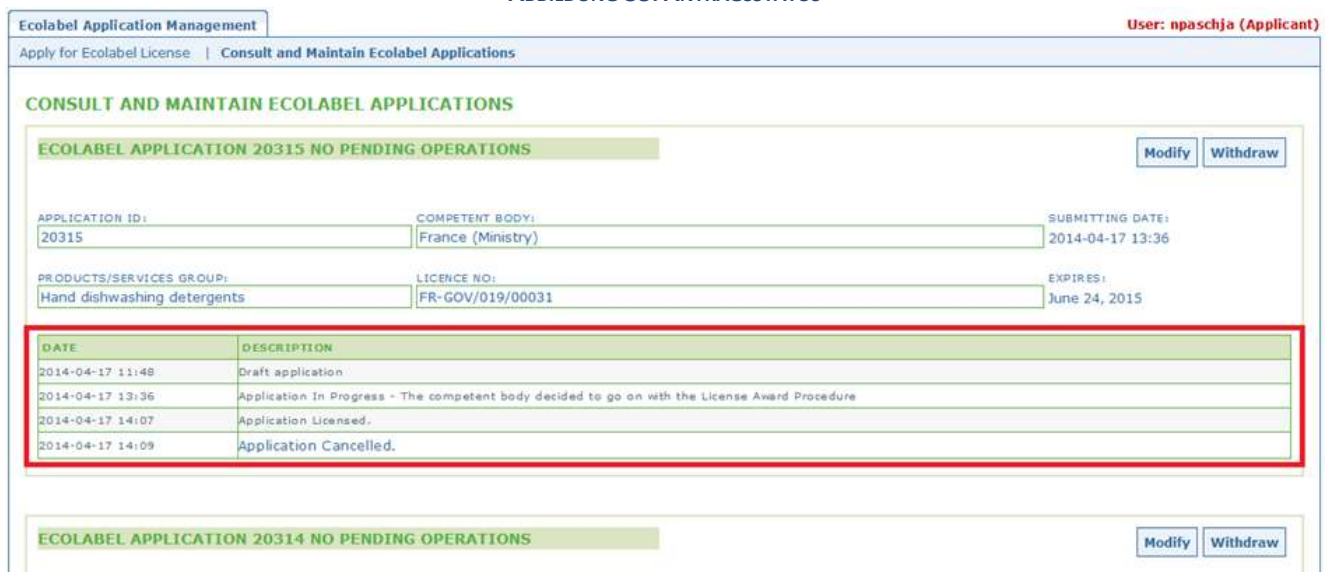 Ecolabel Application Management
User: npaschja (Applicant)
Apply for Ecolabel License | Consult and Maintain Ecolabel Applications
CONSULT AND MAINTAIN ECOLABEL APPLICATIONS
ECOLABEL APPLICATION 20315 NO PENDING OPERATIONS
Modify Withdraw
APPLICATION ID: COMPETENT BODY: SUBMITTING DATE:
20315 France (Ministry) 2014-04-17 13:36
PRODUCTS/SERVICES GROUP: LICENCE NO: EXPIRES:
Hand dishwashing detergents FR-GOV/019/00031 June 24, 2015
DATE DESCRIPTION
2014-04-17 11:48 Draft application
2014-04-17 13:36 Application In Progress - The competent body decided to go on with the License Award Procedure
2014-04-17 14:07 Application Licensed.
2014-04-17 14:09 Application Cancelled.
ECOLABEL APPLICATION 20314 NO PENDING OPERATIONS
Modify Withdraw